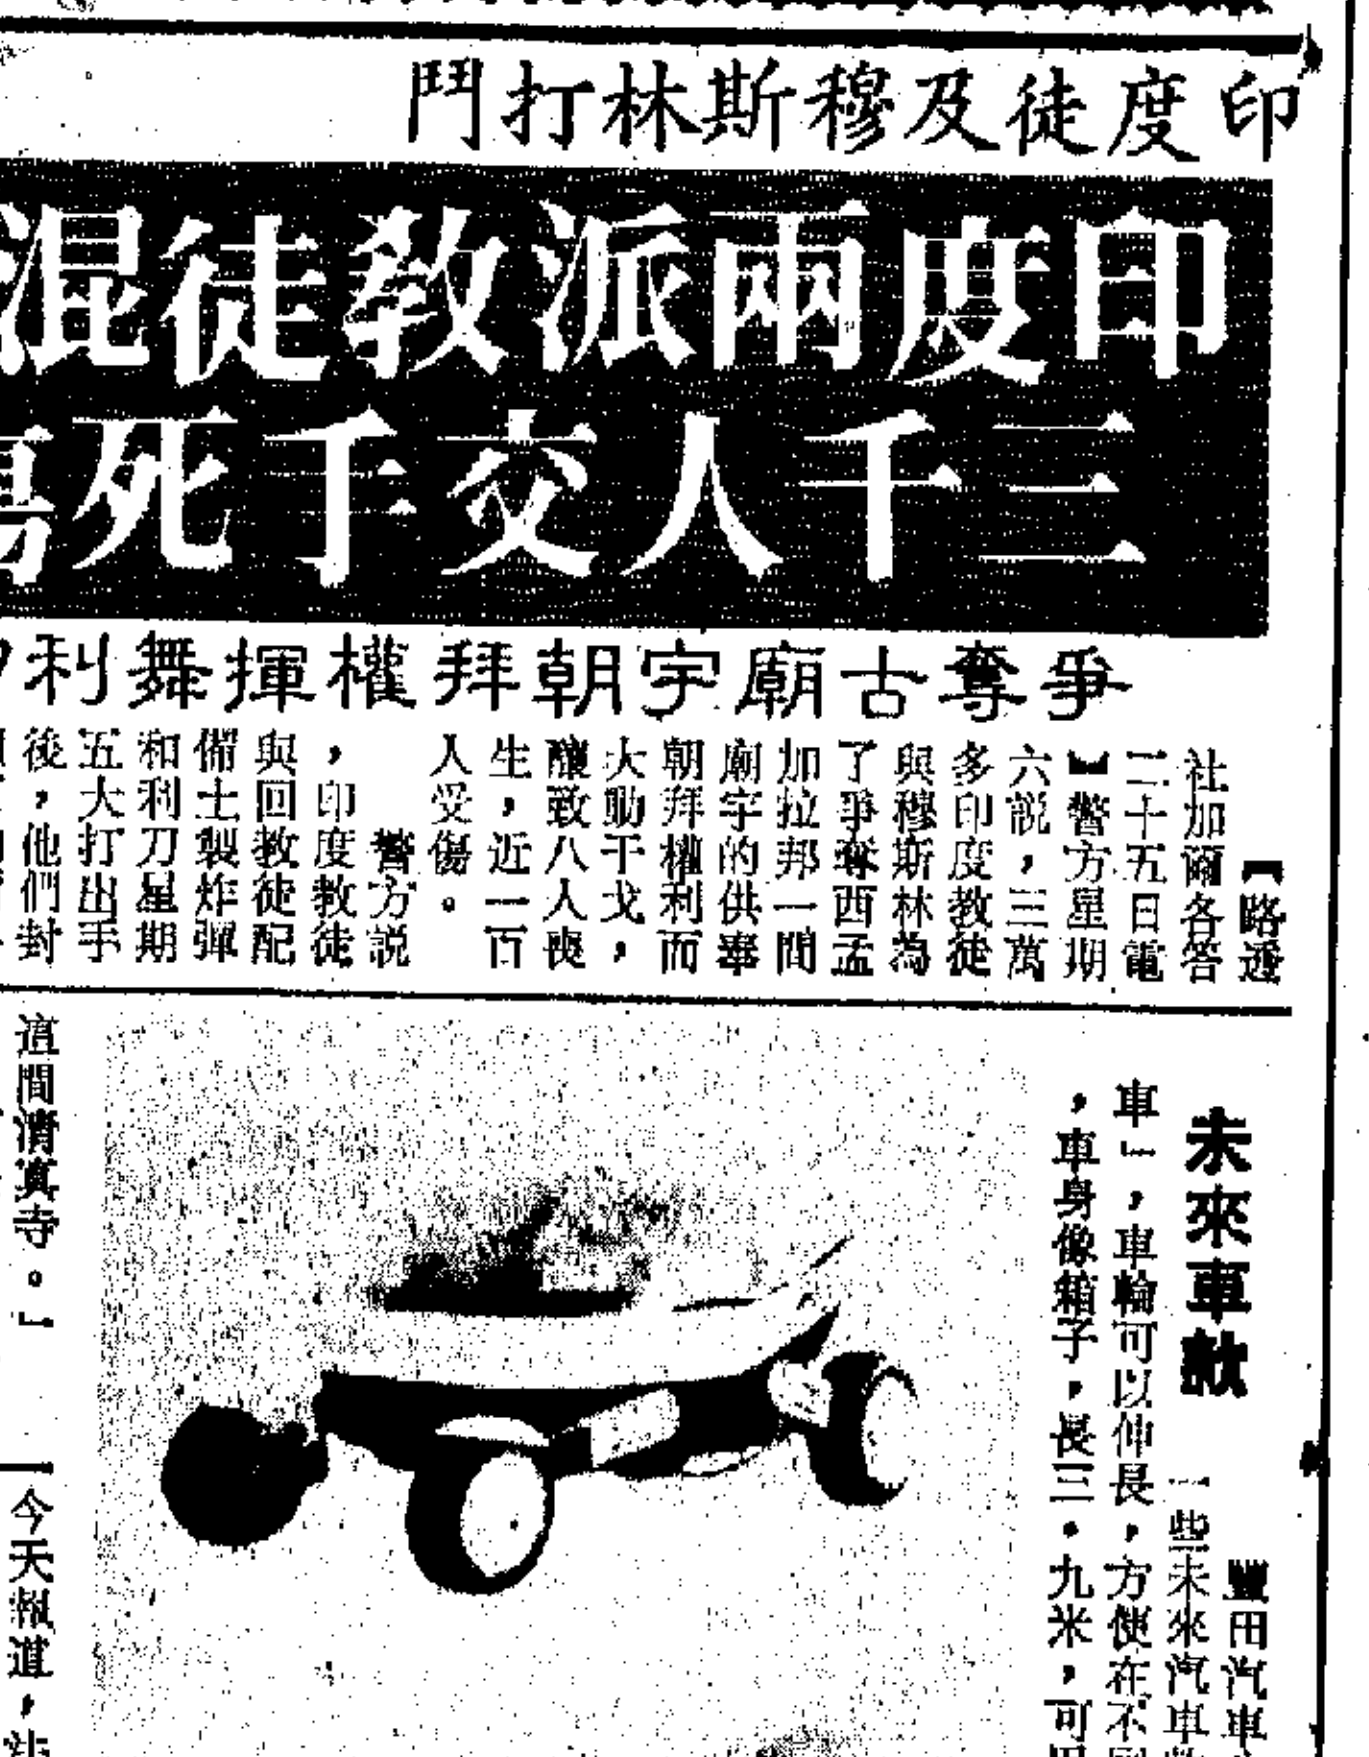 印度徒及穆斯林打鬥
印度兩派教徒混
三千人交手死傷
爭奪古廟宇朝拜權揮舞利
【路透
社加爾各答
二十五日電
】警方星期
六説，三萬
多印度教徒
與穆斯林為
了爭奪西孟
加拉邦一間
廟宇的供奉
朝拜權利而
大動干戈，
釀致八人喪
生，近一百
人受傷。
警方説
，印度教徒
與回教徒配
備土製炸彈
和利刀星期
五大打出手
後，他們對
未來車款
豐田汽車
一些未來汽車
車」，車輪可以伸長，方便在不
，車身像箱子，長三．九米，可
這間清真寺。」
今天報道，